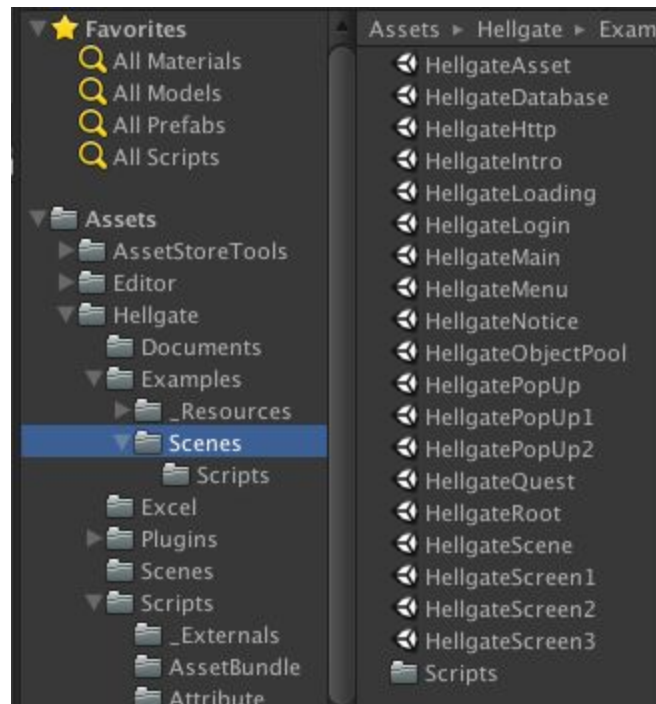 Favorites
All Materials
All Models
All Prefabs
All Scripts
Assets
AssetStoreTools
Editor
Hellgate
Documents
Examples
_Resources
Scenes
Scripts
Excel
Plugins
Scenes
Scripts
_Externals
AssetBundle
Attribute
Assets ▸ Hellgate ▸ Exam
HellgateAsset
HellgateDatabase
HellgateHttp
HellgateIntro
HellgateLoading
HellgateLogin
HellgateMain
HellgateMenu
HellgateNotice
HellgateObjectPool
HellgatePopUp
HellgatePopUp1
HellgatePopUp2
HellgateQuest
HellgateRoot
HellgateScene
HellgateScreen1
HellgateScreen2
HellgateScreen3
Scripts